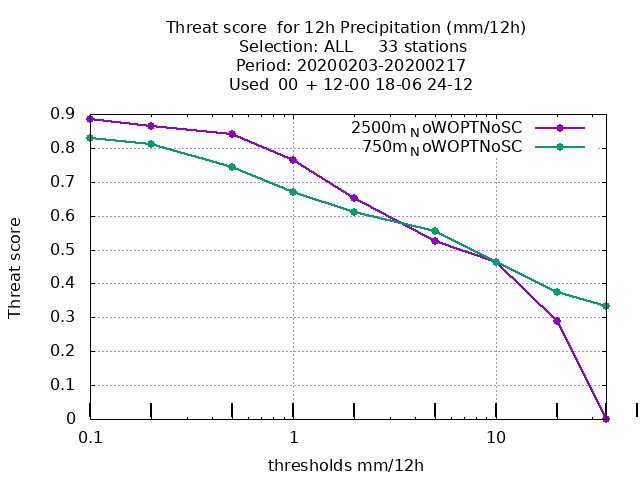 Threat score  for 12h Precipitation (mm/12h)
Selection: ALL     33 stations
Period: 20200203-20200217
Used  00 + 12-00 18-06 24-12
2500m_NoWOPTNoSC
750m_NoWOPTNoSC
Threat score
0.9
0.8
0.7
0.6
0.5
0.4
0.3
0.2
0.1
0
0.1
1
10
thresholds mm/12h